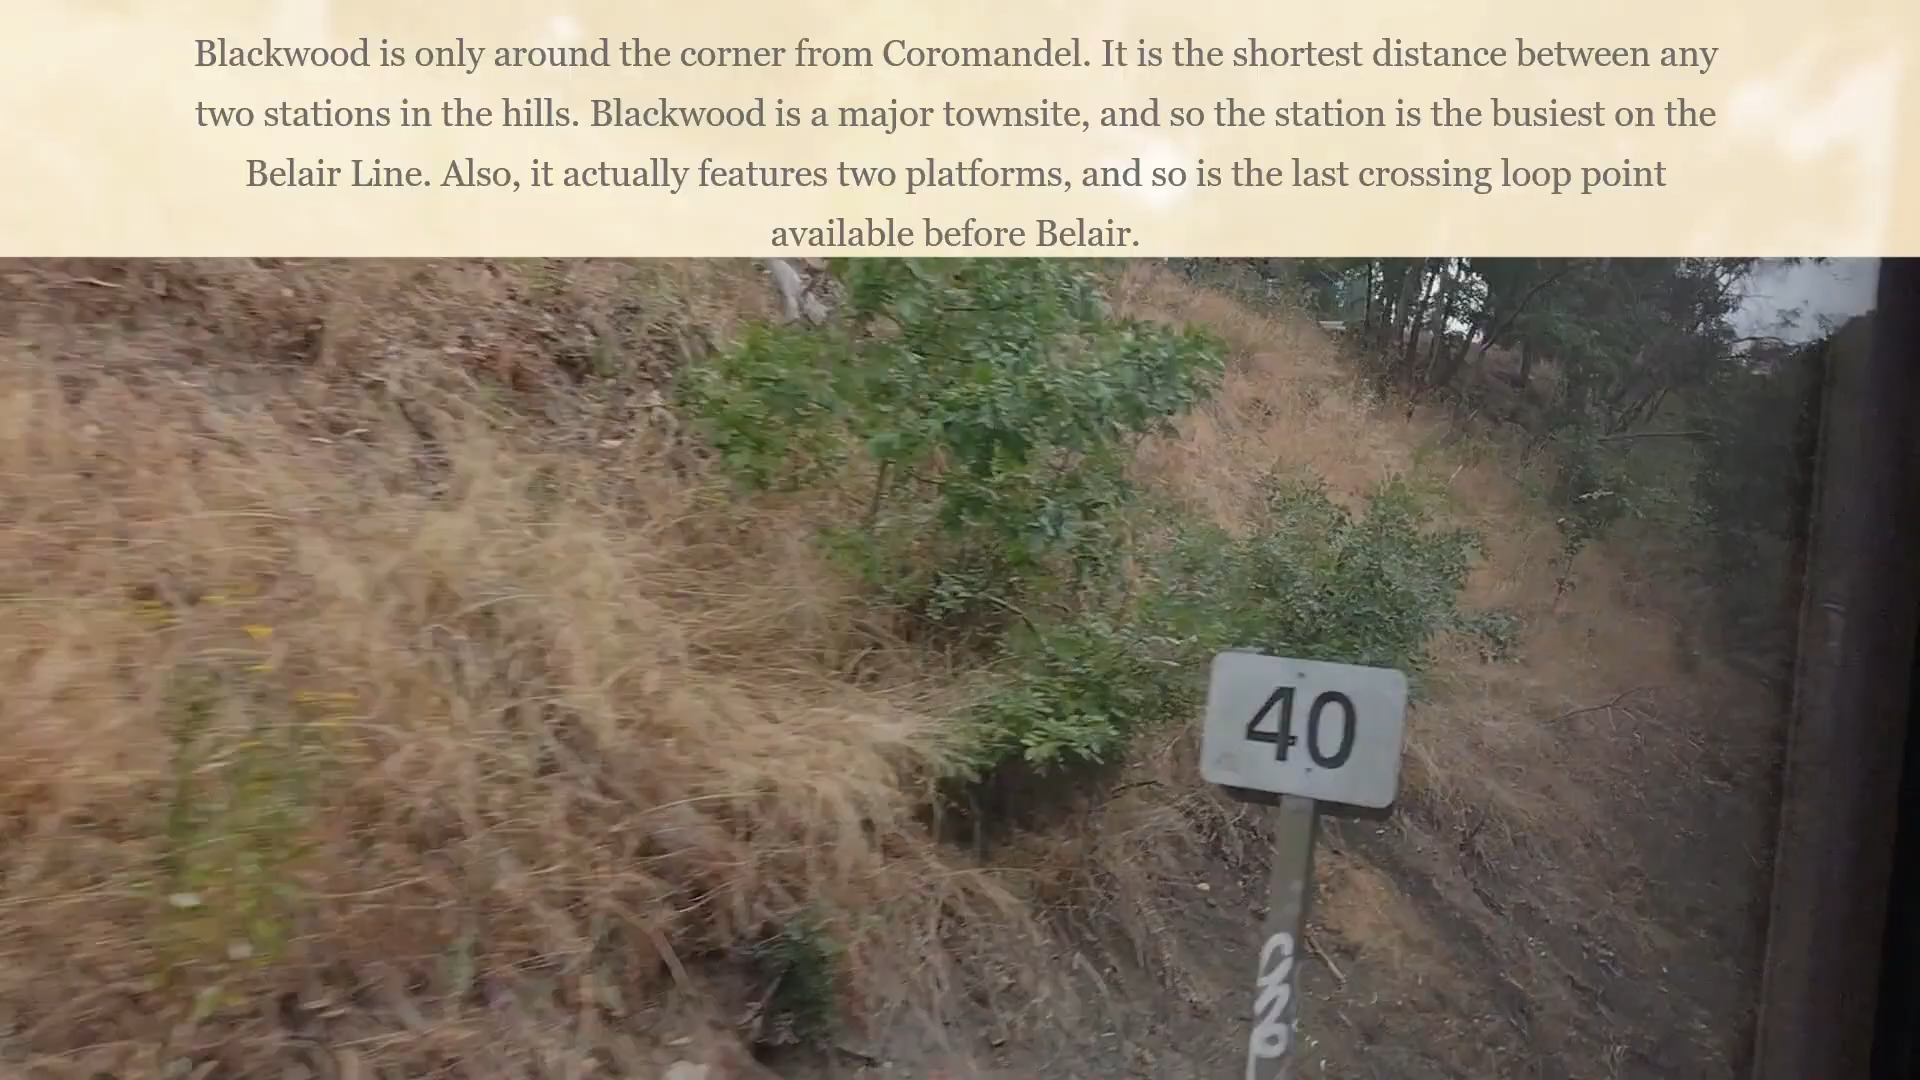 Blackwood is only around the corner from Coromandel. It is the shortest distance between any
two stations in the hills. Blackwood is a major townsite, and so the station is the busiest on the
Belair Line. Also, it actually features two platforms, and so is the last crossing loop point
available before Belair.
40